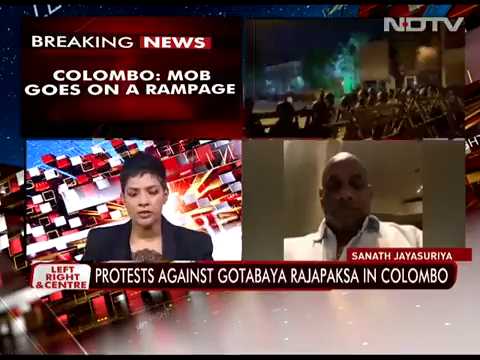 BREAKING NEWS
NDTV
COLOMBO: MOB
GOES ON A RAMPAGE
SANATH JAYASURIYA
LEFT
RIGHT
& CENTRE
PROTESTS AGAINST GOTABAYA RAJAPAKSA IN COLOMBO